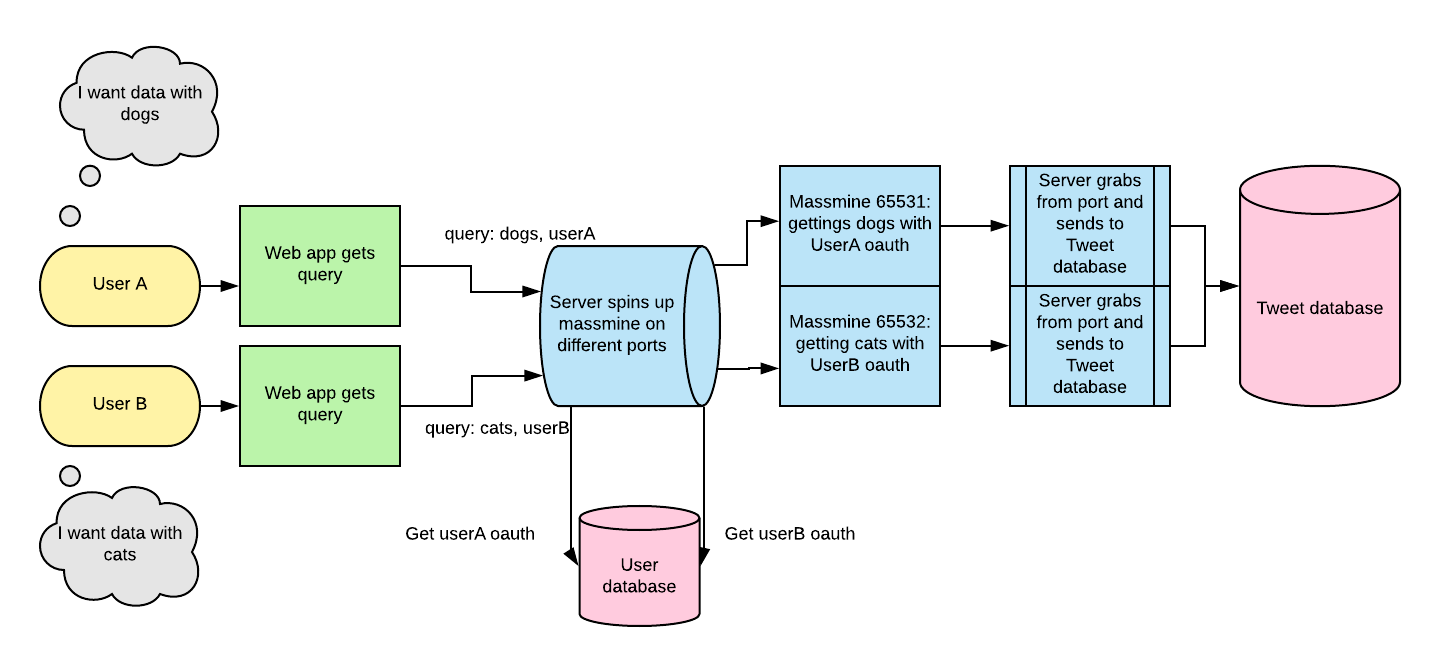 I want data with
dogs
User A
Web app gets
query
query: dogs, userA
User B
Web app gets
query
query: cats, userB
I want data with
cats
Server spins up
massmine on
different ports
Get userA oauth
Get userB oauth
User
database
Massmine 65531:
gettings dogs with
UserA oauth
Massmine 65532:
getting cats with
UserB oauth
Server grabs
from port and
sends to
Tweet
database
Server grabs
from port and
sends to
Tweet
database
Tweet database